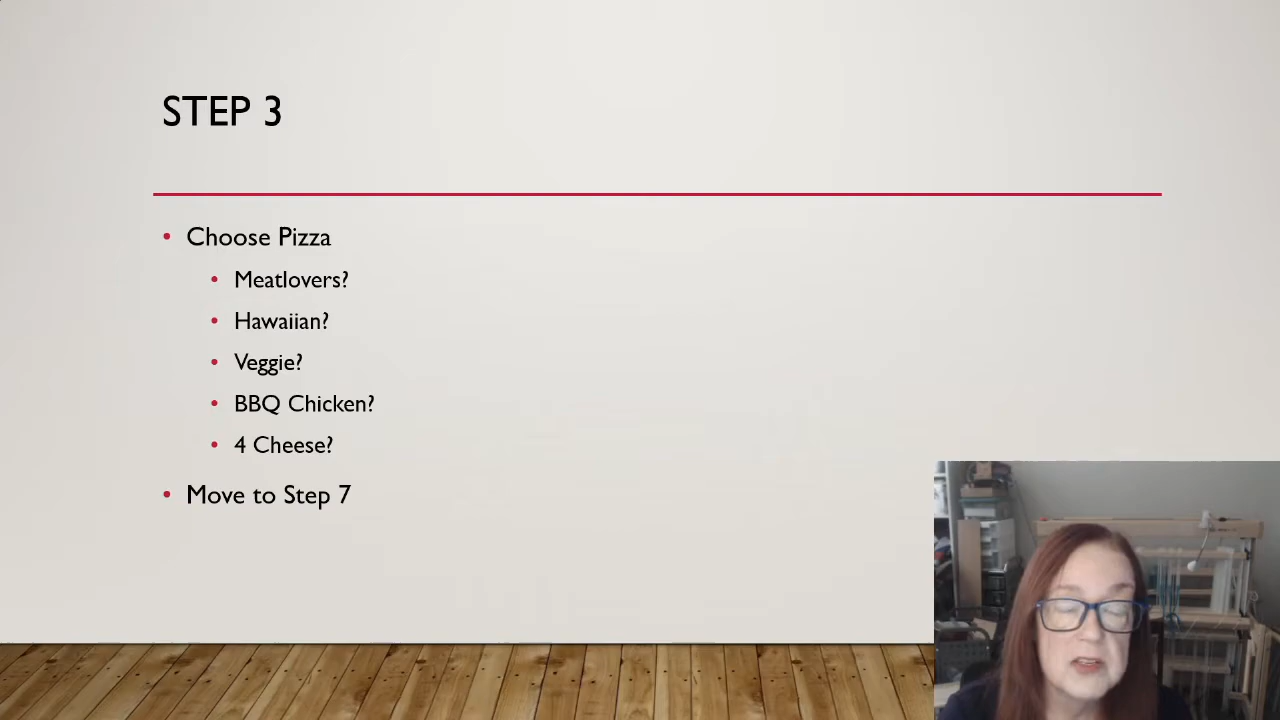 STEP 3
Choose Pizza
Meatlovers?
Hawaiian?
Veggie?
BBQ Chicken?
4 Cheese?
Move to Step 7